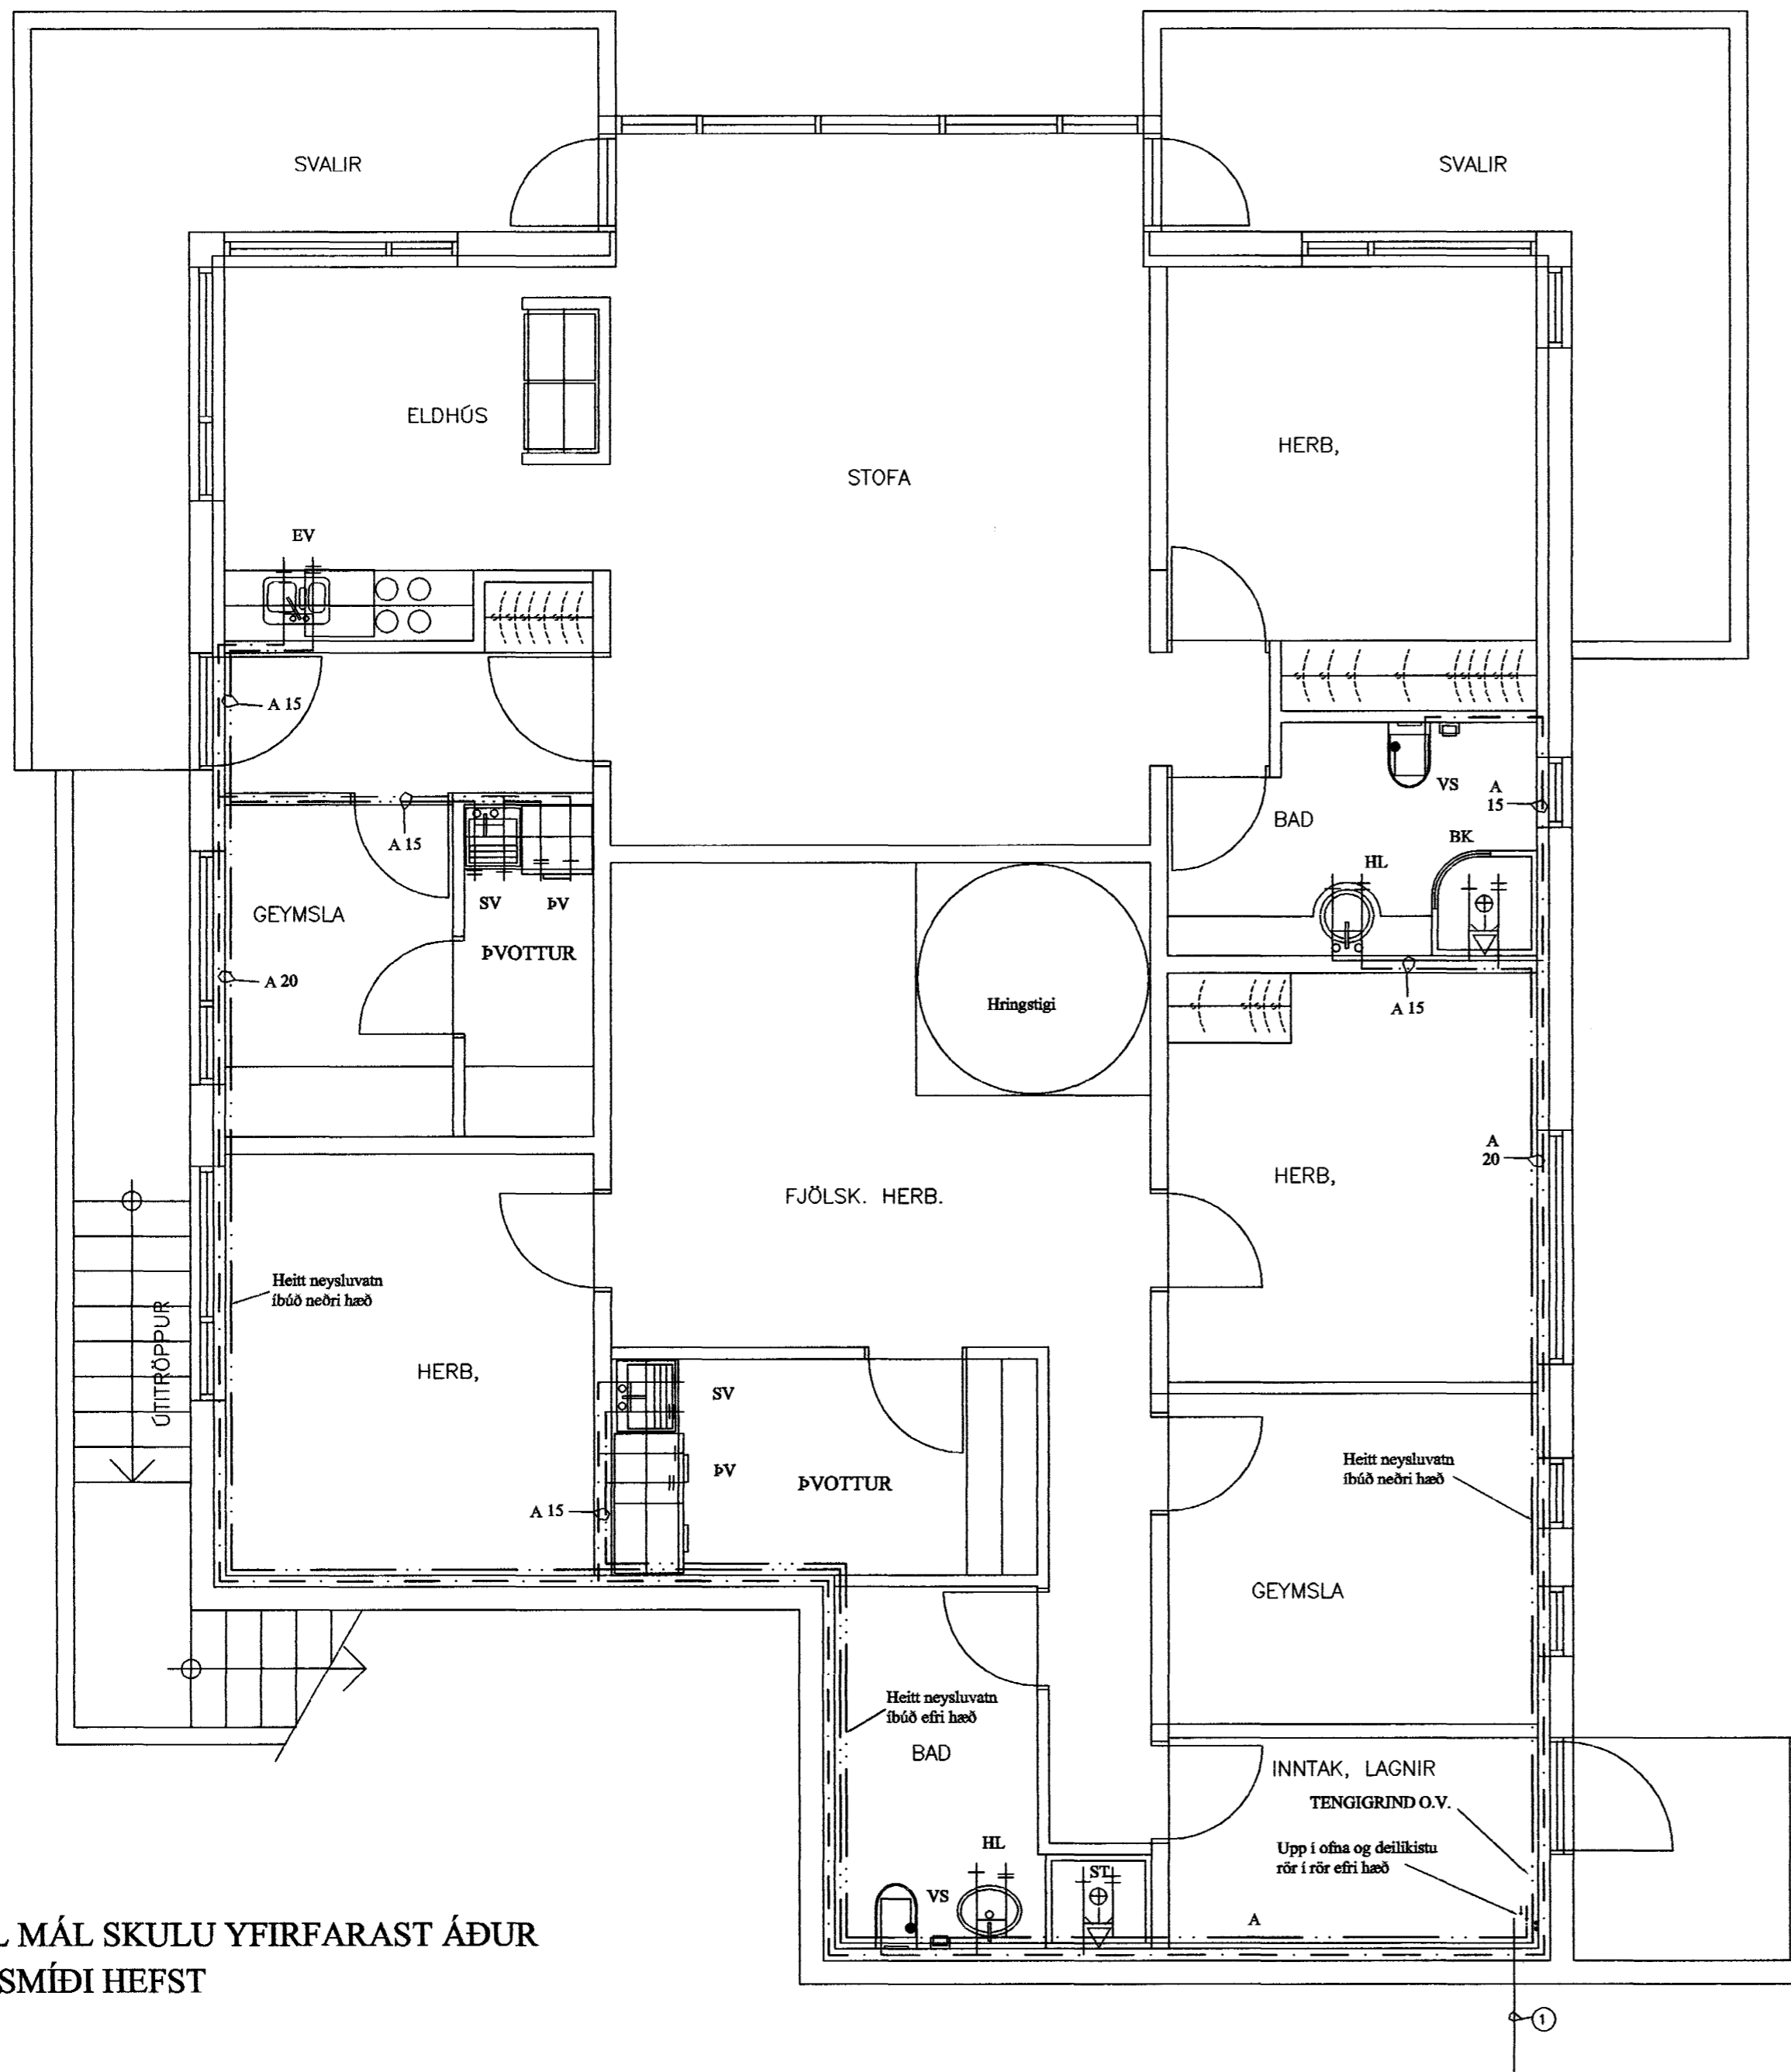 SVALIR
SVALIR
ELDHÚS
HERB,
STOFA
EV
A 15
VS
A
15
BAD
A 15
BK
HL
SV
ÞV
GEYMSLA
ÞVOTTUR
A 20
Hringstigi
A 15
A
20
HERB,
FJÖLSK. HERB.
Heitt neysluvatn
íbúð neðri hæð
ÚTITRÖPPUR
HERB,
SV
Heitt neysluvatn
íbúð neðri hæð
ÞV
ÞVOTTUR
A 15
GEYMSLA
Heitt neysluvatn
íbúð efri hæð
BAD
INNTAK, LAGNIR
TENGIGRIND O.V.
HL
Upp í ofna og deilikistu
rör í rör efri hæð
ST
VS
A
L MÁL SKULU YFIRFARAST ÁÐUR
SMÍÐI HEFST
1